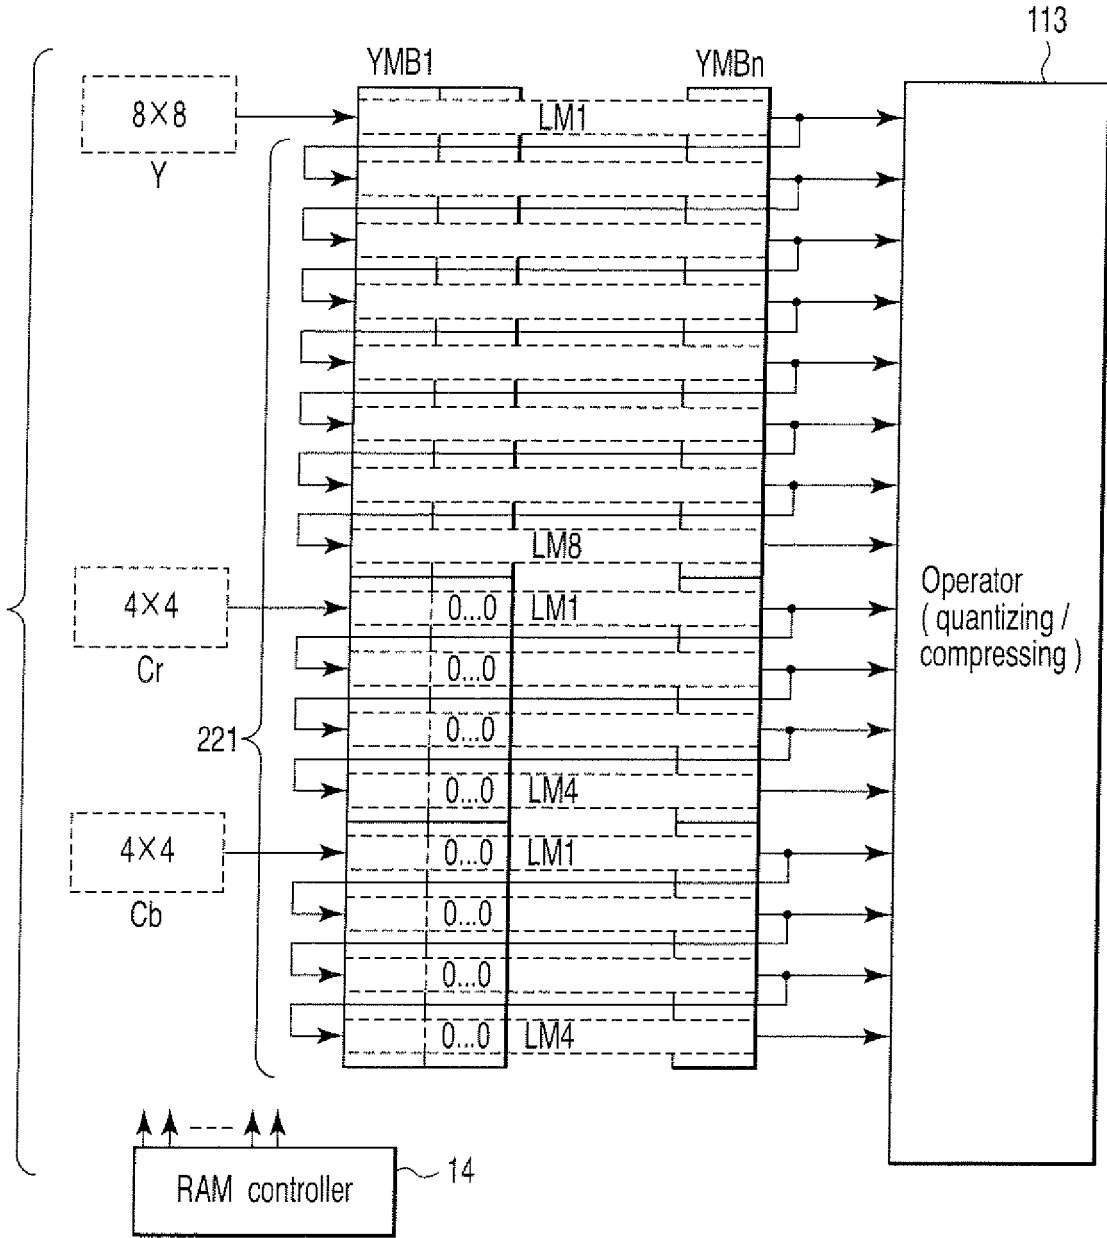 113
YMB1
YMBn
8×8
LM1
Y
LM8
4×4
0...0
LM1
Operator
( quantizing /
compressing )
Cr
0...0
221
0...0
0...0
LM4
4×4
0...0
LM1
Cb
0...0
0...0
0...0
LM4
RAM controller
14